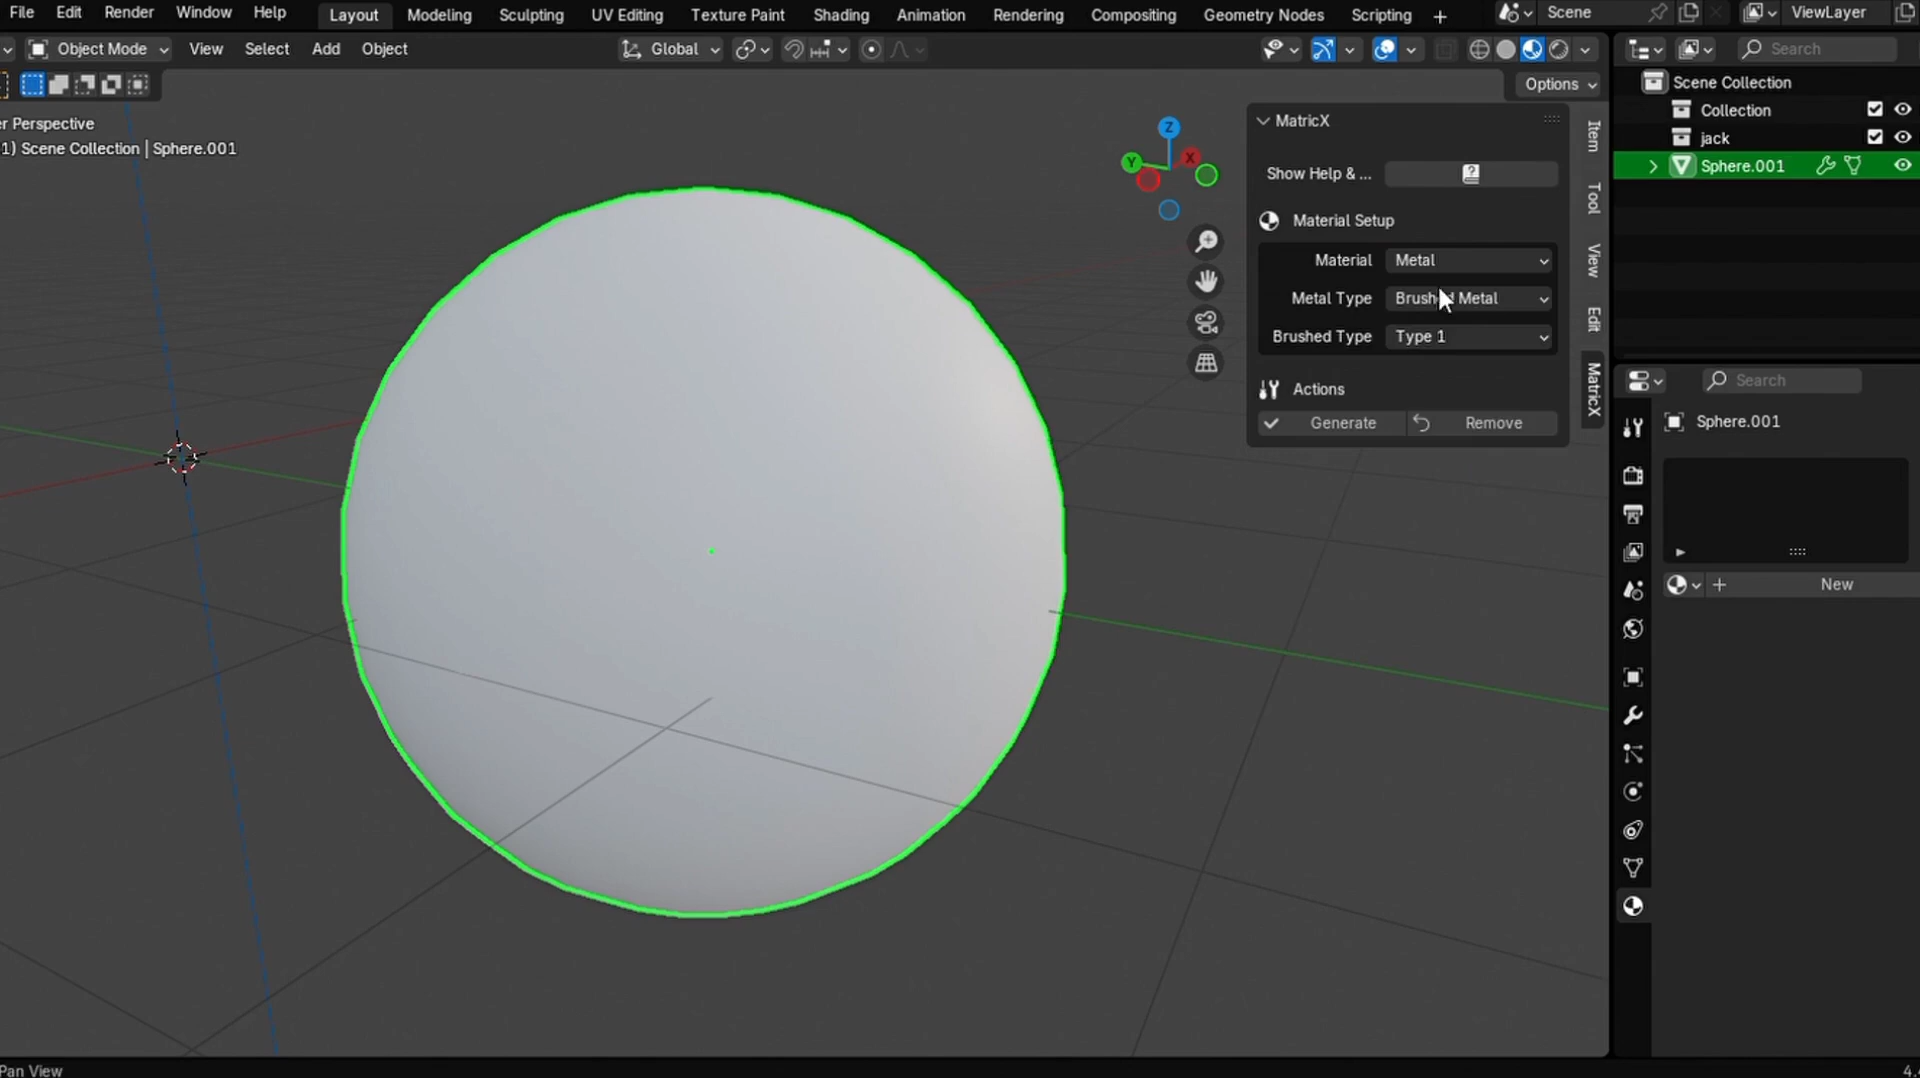 File Edit Render Window Help Layout Modeling Sculpting UV Editing Texture Paint Shading Animation Rendering Compositing Geometry Nodes Scripting + Scene ViewLayer
Object Mode View Select Add Object Global Search
Options
Scene Collection
Collection
jack
Sphere.001
er Perspective
1) Scene Collection | Sphere.001
Z
Y
X
MatricX
Show Help & ...
Material Setup
Material Metal
Metal Type Brushed Metal
Brushed Type Type 1
Actions
Generate Remove
Item
Tool
View
Edit
MatricX
Search
Sphere.001
New
Pan View
4.